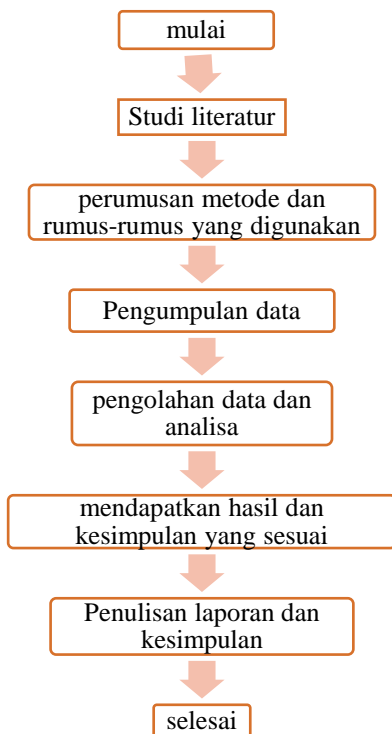 mulai
Studi literatur
perumusan metode dan
rumus-rumus yang digunakan
Pengumpulan data
pengolahan data dan
analisa
mendapatkan hasil dan
kesimpulan yang sesuai
Penulisan laporan dan
kesimpulan
selesai